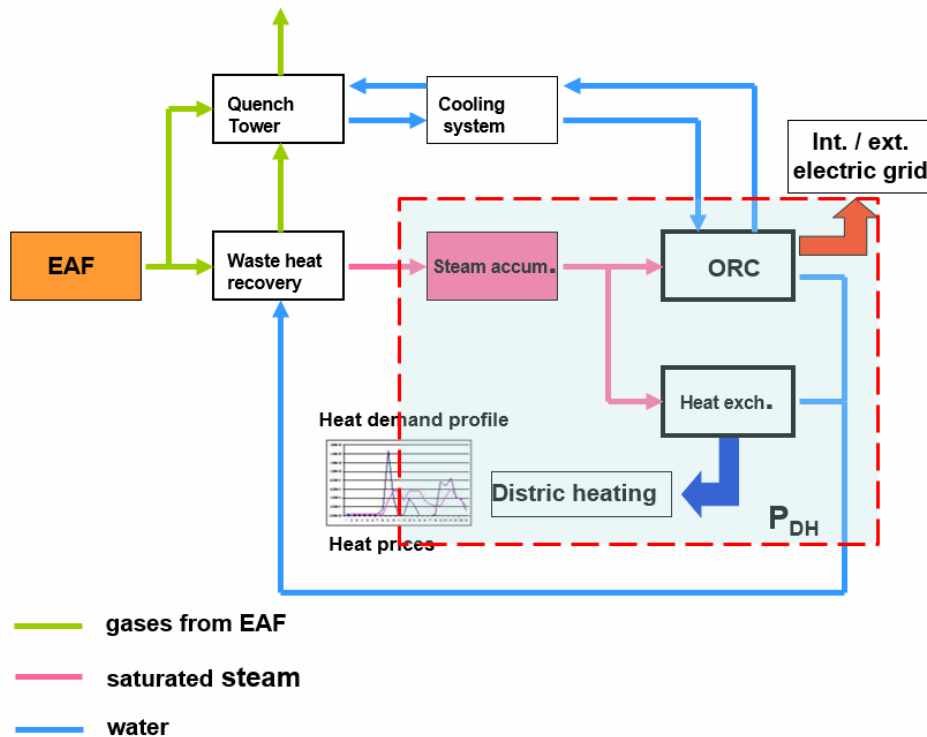 Quench
Tower
Cooling
system
Int. / ext.
electric grid
EAF
Waste heat
recovery
Steam accum.
ORC
Heat exch.
Heat demand profile
Heat prices
Distric heating
P DH
gases from EAF
saturated steam
water